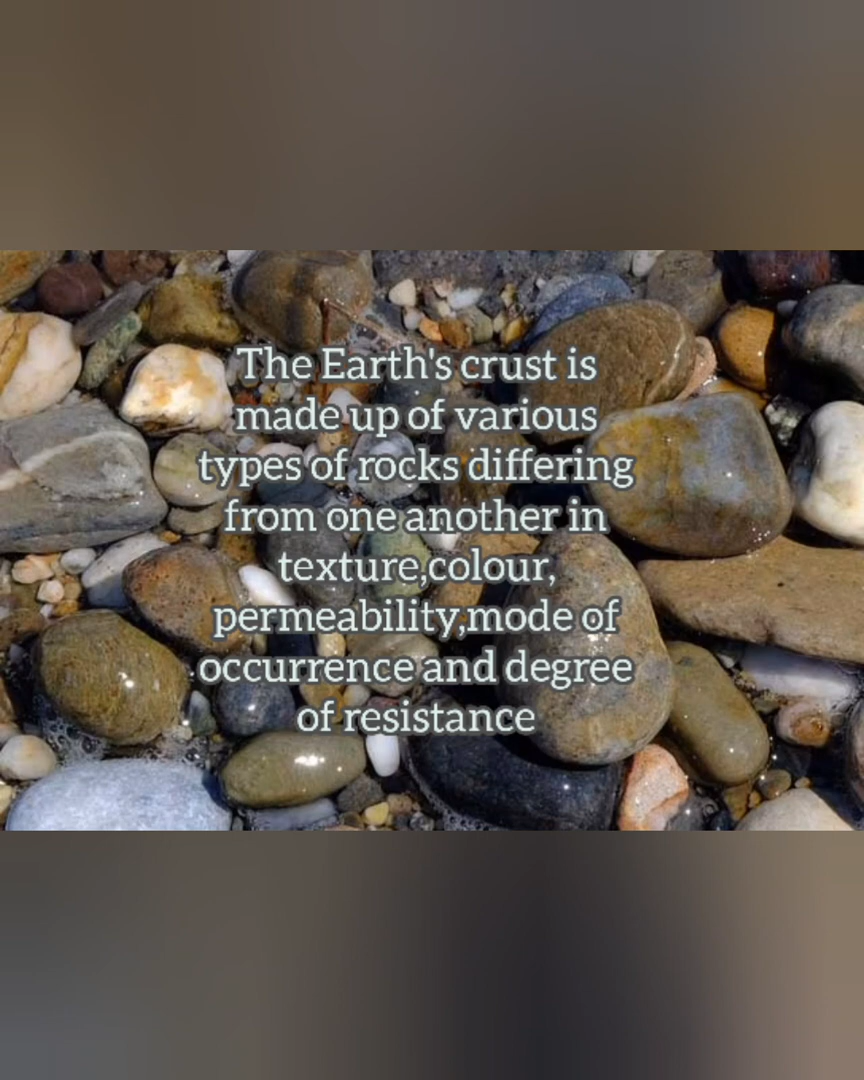 The Earth's crust is
made up of various
types of rocks differing
from one another in
texture,colour,
permeability,mode of
occurrence and degree
of resistance